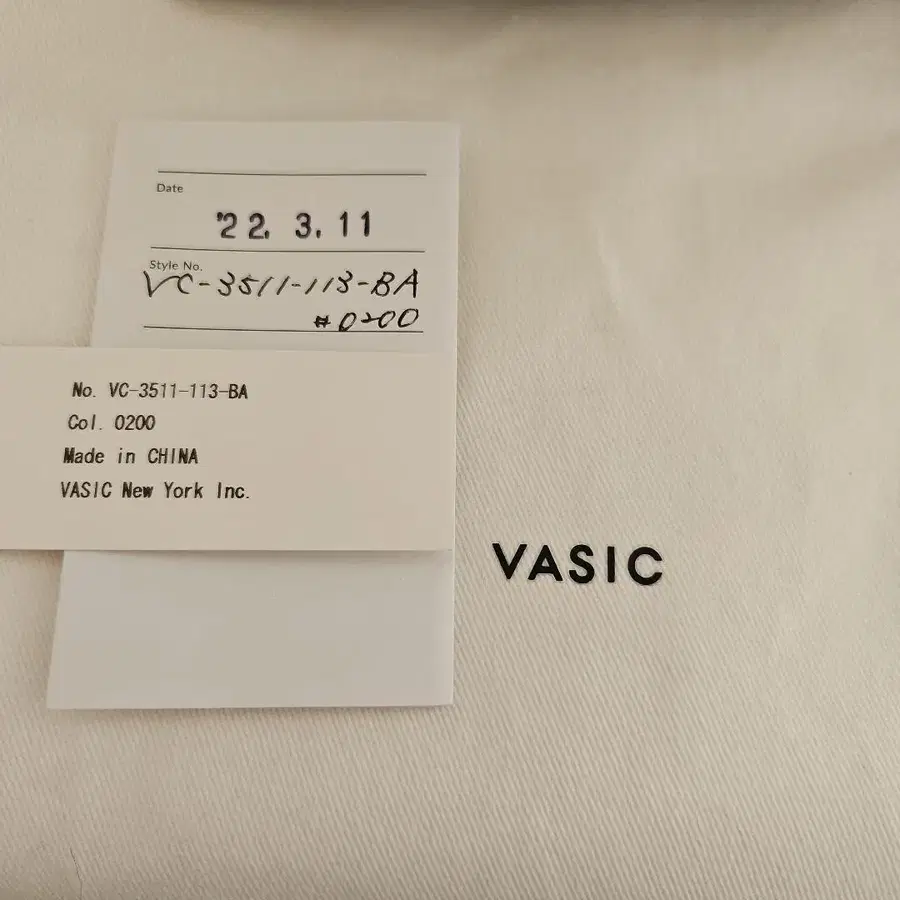 Date
'22. 3. 11
Style No.
VC-3511-113-BA
#0200
No. VC-3511-113-BA
Col. 0200
Made in CHINA
VASIC New York Inc.
VASIC